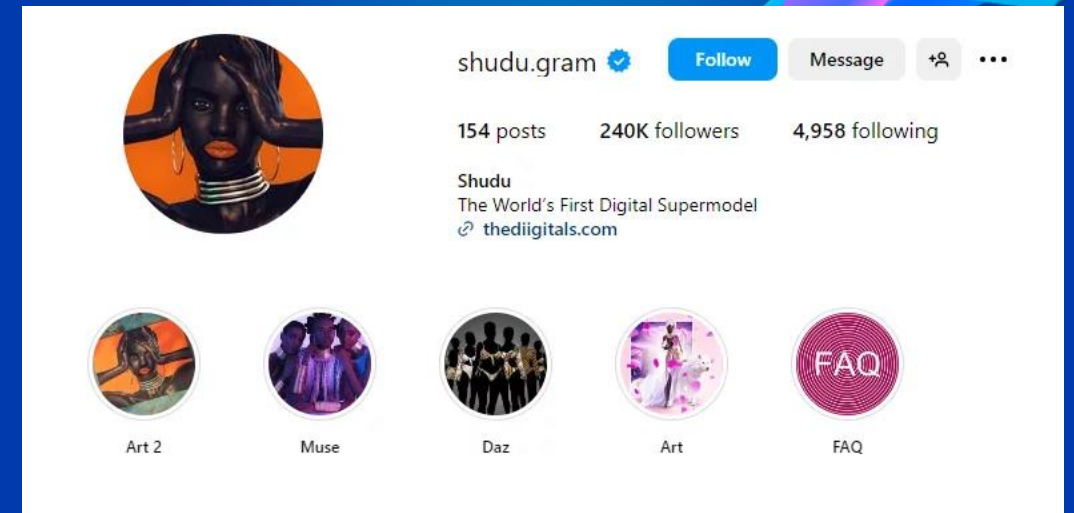 shudu.gram Follow Message
154 posts 240K followers 4,958 following
Shudu
The World's First Digital Supermodel
thediigitals.com
FAQ
Art 2 Muse Daz Art FAQ